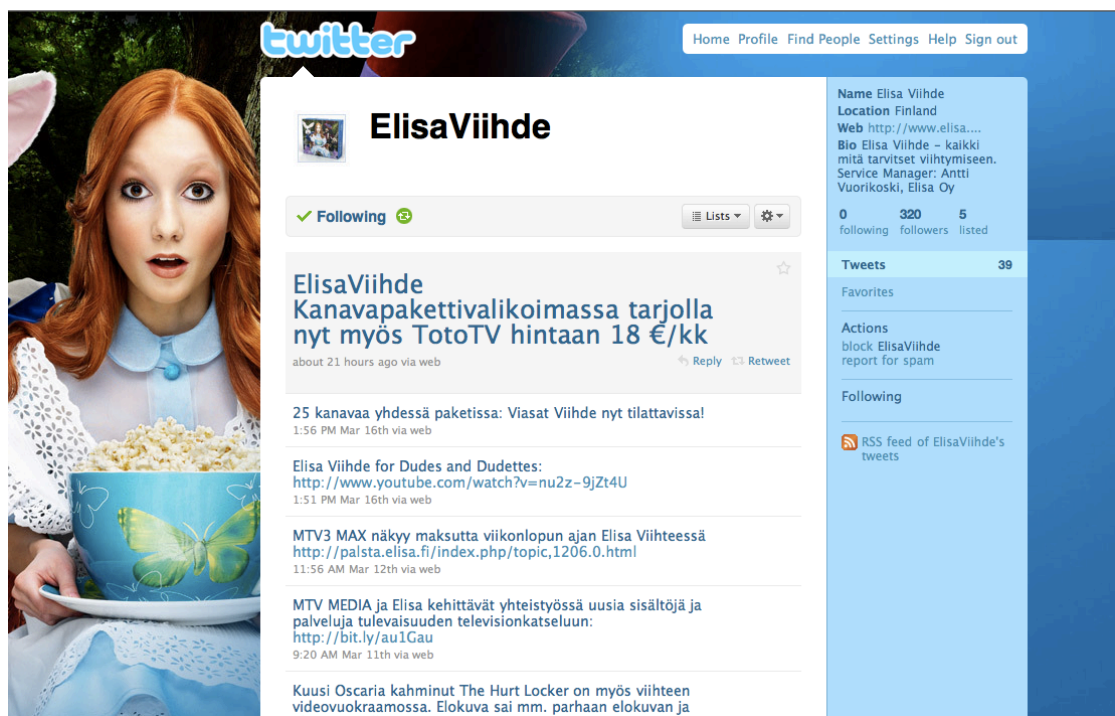 twitter
Home Profile Find People Settings Help Sign out
ElisaViihde
Following
Lists
ElisaViihde
Kanavapakettivalikoimassa tarjolla
nyt myös TotoTV hintaan 18 €/kk
about 21 hours ago via web
Reply Retweet
25 kanavaa yhdessä paketissa: Viasat Viihde nyt tilattavissa!
1:56 PM Mar 16th via web
Elisa Viihde for Dudes and Dudettes:
http://www.youtube.com/watch?v=nu2z-9jZt4U
1:51 PM Mar 16th via web
MTV3 MAX näkyy maksutta viikonlopun ajan Elisa Viihteessä
http://palsta.elisa.fi/index.php/topic,1206.0.html
11:56 AM Mar 12th via web
MTV MEDIA ja Elisa kehittävät yhteistyössä uusia sisältöjä ja
palveluja tulevaisuuden televisionkatseluun:
http://bit.ly/au1Gau
9:20 AM Mar 11th via web
Kuusi Oscaria kahminut The Hurt Locker on myös viihteen
videovuokraamossa. Elokuva sai mm. parhaan elokuvan ja
Name Elisa Viihde
Location Finland
Web http://www.elisa....
Bio Elisa Viihde – kaikki
mitä tarvitset viihtymiseen.
Service Manager: Antti
Vuorikoski, Elisa Oy
0 320 5
following followers listed
Tweets 39
Favorites
Actions
block ElisaViihde
report for spam
Following
RSS feed of ElisaViihde's
tweets